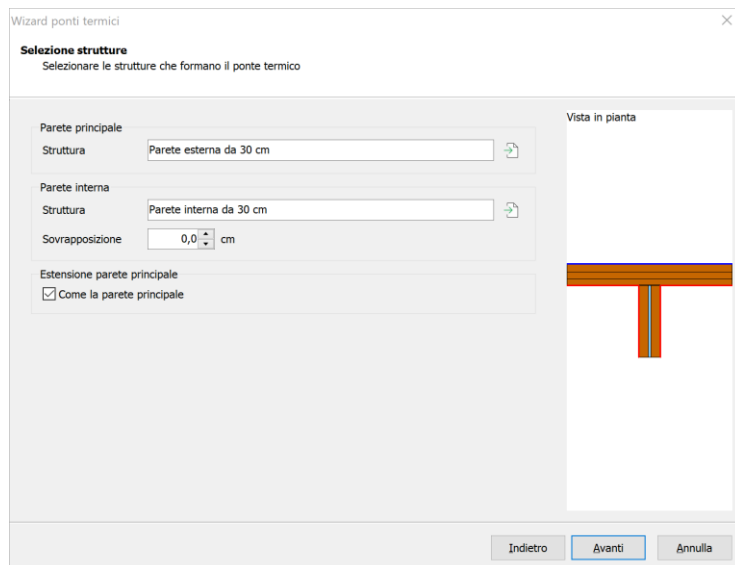 Wizard ponti termici
Selezione strutture
Selezionare le strutture che formano il ponte termico
Vista in pianta
Parete principale
Struttura Parete esterna da 30 cm
Parete interna
Struttura Parete interna da 30 cm
Sovrapposizione 0,0 cm
Estensione parete principale
Come la parete principale
Indietro Avanti Annulla